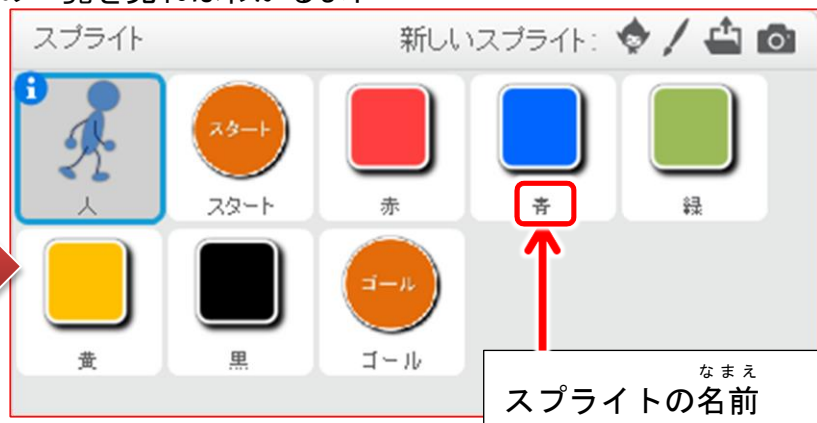 スプライト
新しいスプライト:
スタート
人
スタート
赤
青
緑
黄
黒
ゴール
ゴール
なまえ
スプライトの名前